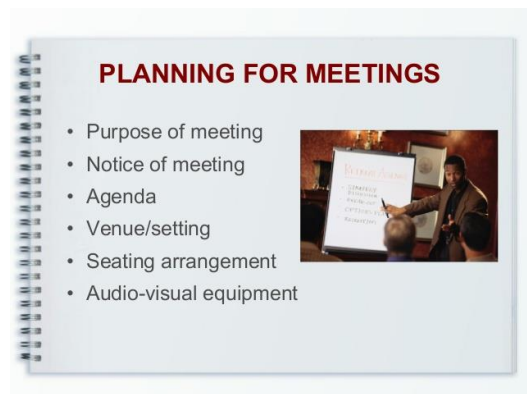 PLANNING FOR MEETINGS
• Purpose of meeting
• Notice of meeting
• Agenda
• Venue/setting
• Seating arrangement
• Audio-visual equipment